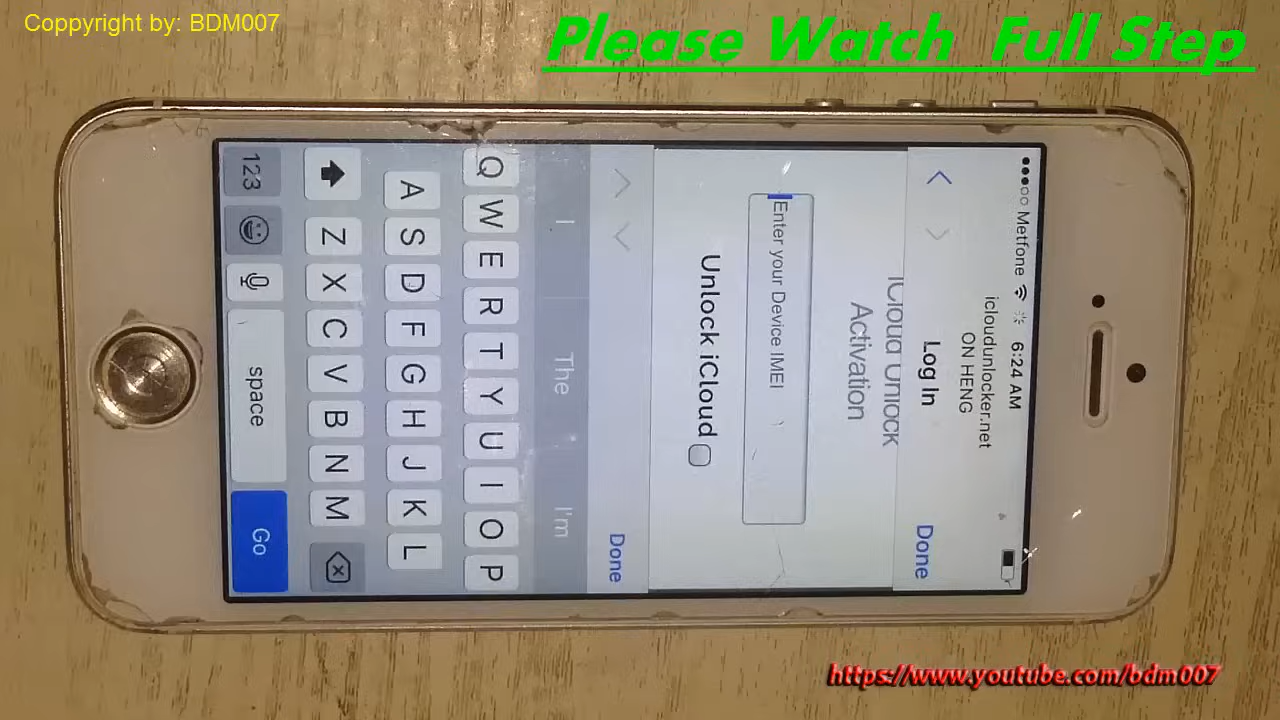 Coppyright by: BDM007
Please Watch Full Step
Metfone 6:24 AM
icloudunlocker.net
ON HENG
Log In
Done
iCloud Unlock
Activation
Enter your Device IMEI
Unlock iCloud
Done
I The I'm
Q W E R T Y U I O P
A S D F G H J K L
Z X C V B N M
123 space Go
https://www.youtube.com/bdm007